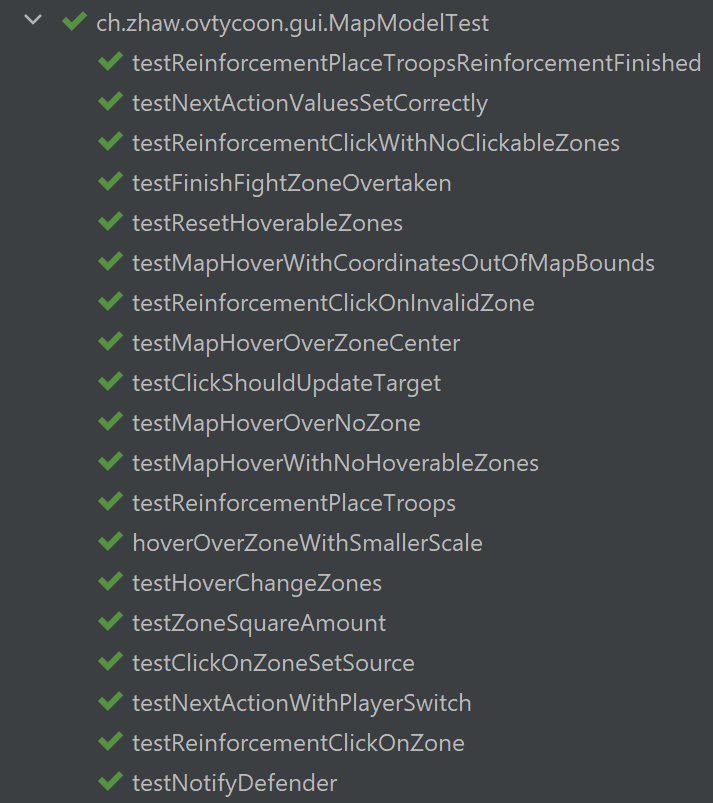 ch.zhaw.ovtycoon.gui.MapModelTest
testReinforcementPlaceTroopsReinforcementFinished
testNextActionValuesSetCorrectly
testReinforcementClickWithNoClickableZones
testFinishFightZoneOvertaken
testResetHoverableZones
testMapHoverWithCoordinatesOutOfMapBounds
testReinforcementClickOnInvalidZone
testMapHoverOverZoneCenter
testClickShouldUpdateTarget
testMapHoverOverNoZone
testMapHoverWithNoHoverableZones
testReinforcementPlaceTroops
hoverOverZoneWithSmallerScale
testHoverChangeZones
testZoneSquareAmount
testClickOnZoneSetSource
testNextActionWithPlayerSwitch
testReinforcementClickOnZone
testNotifyDefender